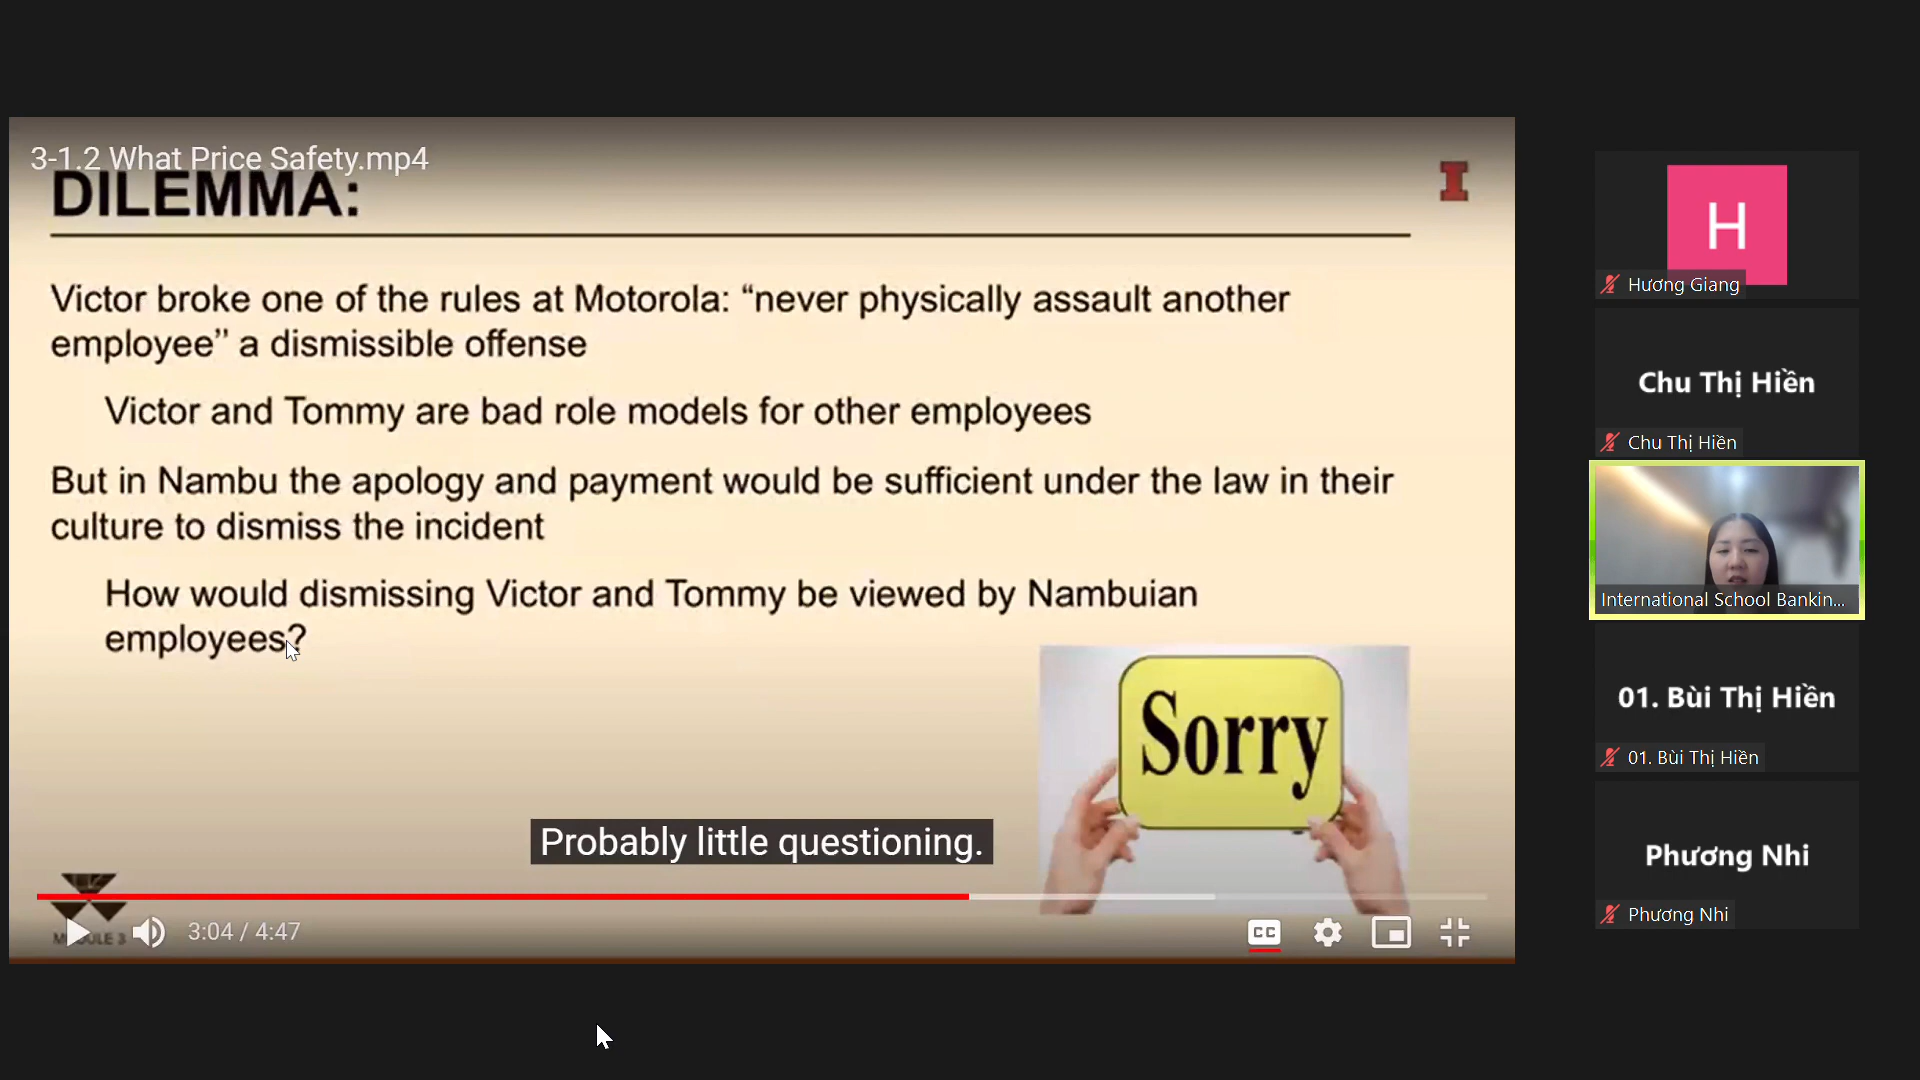 3-1.2 What Price Safety.mp4
DILEMMA:
Victor broke one of the rules at Motorola: “never physically assault another
employee” a dismissible offense
Victor and Tommy are bad role models for other employees
But in Nambu the apology and payment would be sufficient under the law in their
culture to dismiss the incident
How would dismissing Victor and Tommy be viewed by Nambuian
employees?
Sorry
Probably little questioning.
3:04 / 4:47
CC
H
Hương Giang
Chu Thị Hiền
Chu Thị Hiền
International School Bankin...
01. Bùi Thị Hiền
01. Bùi Thị Hiền
Phương Nhi
Phương Nhi